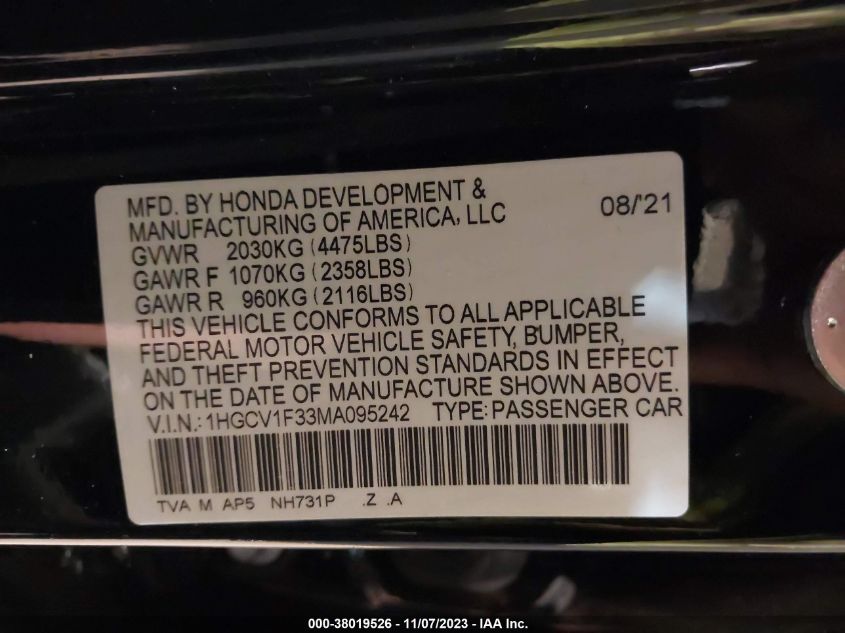 MFD. BY HONDA DEVELOPMENT &
MANUFACTURING OF AMERICA, LLC 08/'21
GVWR 2030KG (4475LBS)
GAWR F 1070KG (2358LBS)
GAWR R 960KG (2116LBS)
THIS VEHICLE CONFORMS TO ALL APPLICABLE
FEDERAL MOTOR VEHICLE SAFETY, BUMPER,
AND THEFT PREVENTION STANDARDS IN EFFECT
ON THE DATE OF MANUFACTURE SHOWN ABOVE.
V.I.N.: 1HGCV1F33MA095242 TYPE: PASSENGER CAR
TVA M AP5 NH731P .Z .A
000-38019526 - 11/07/2023 - IAA Inc.